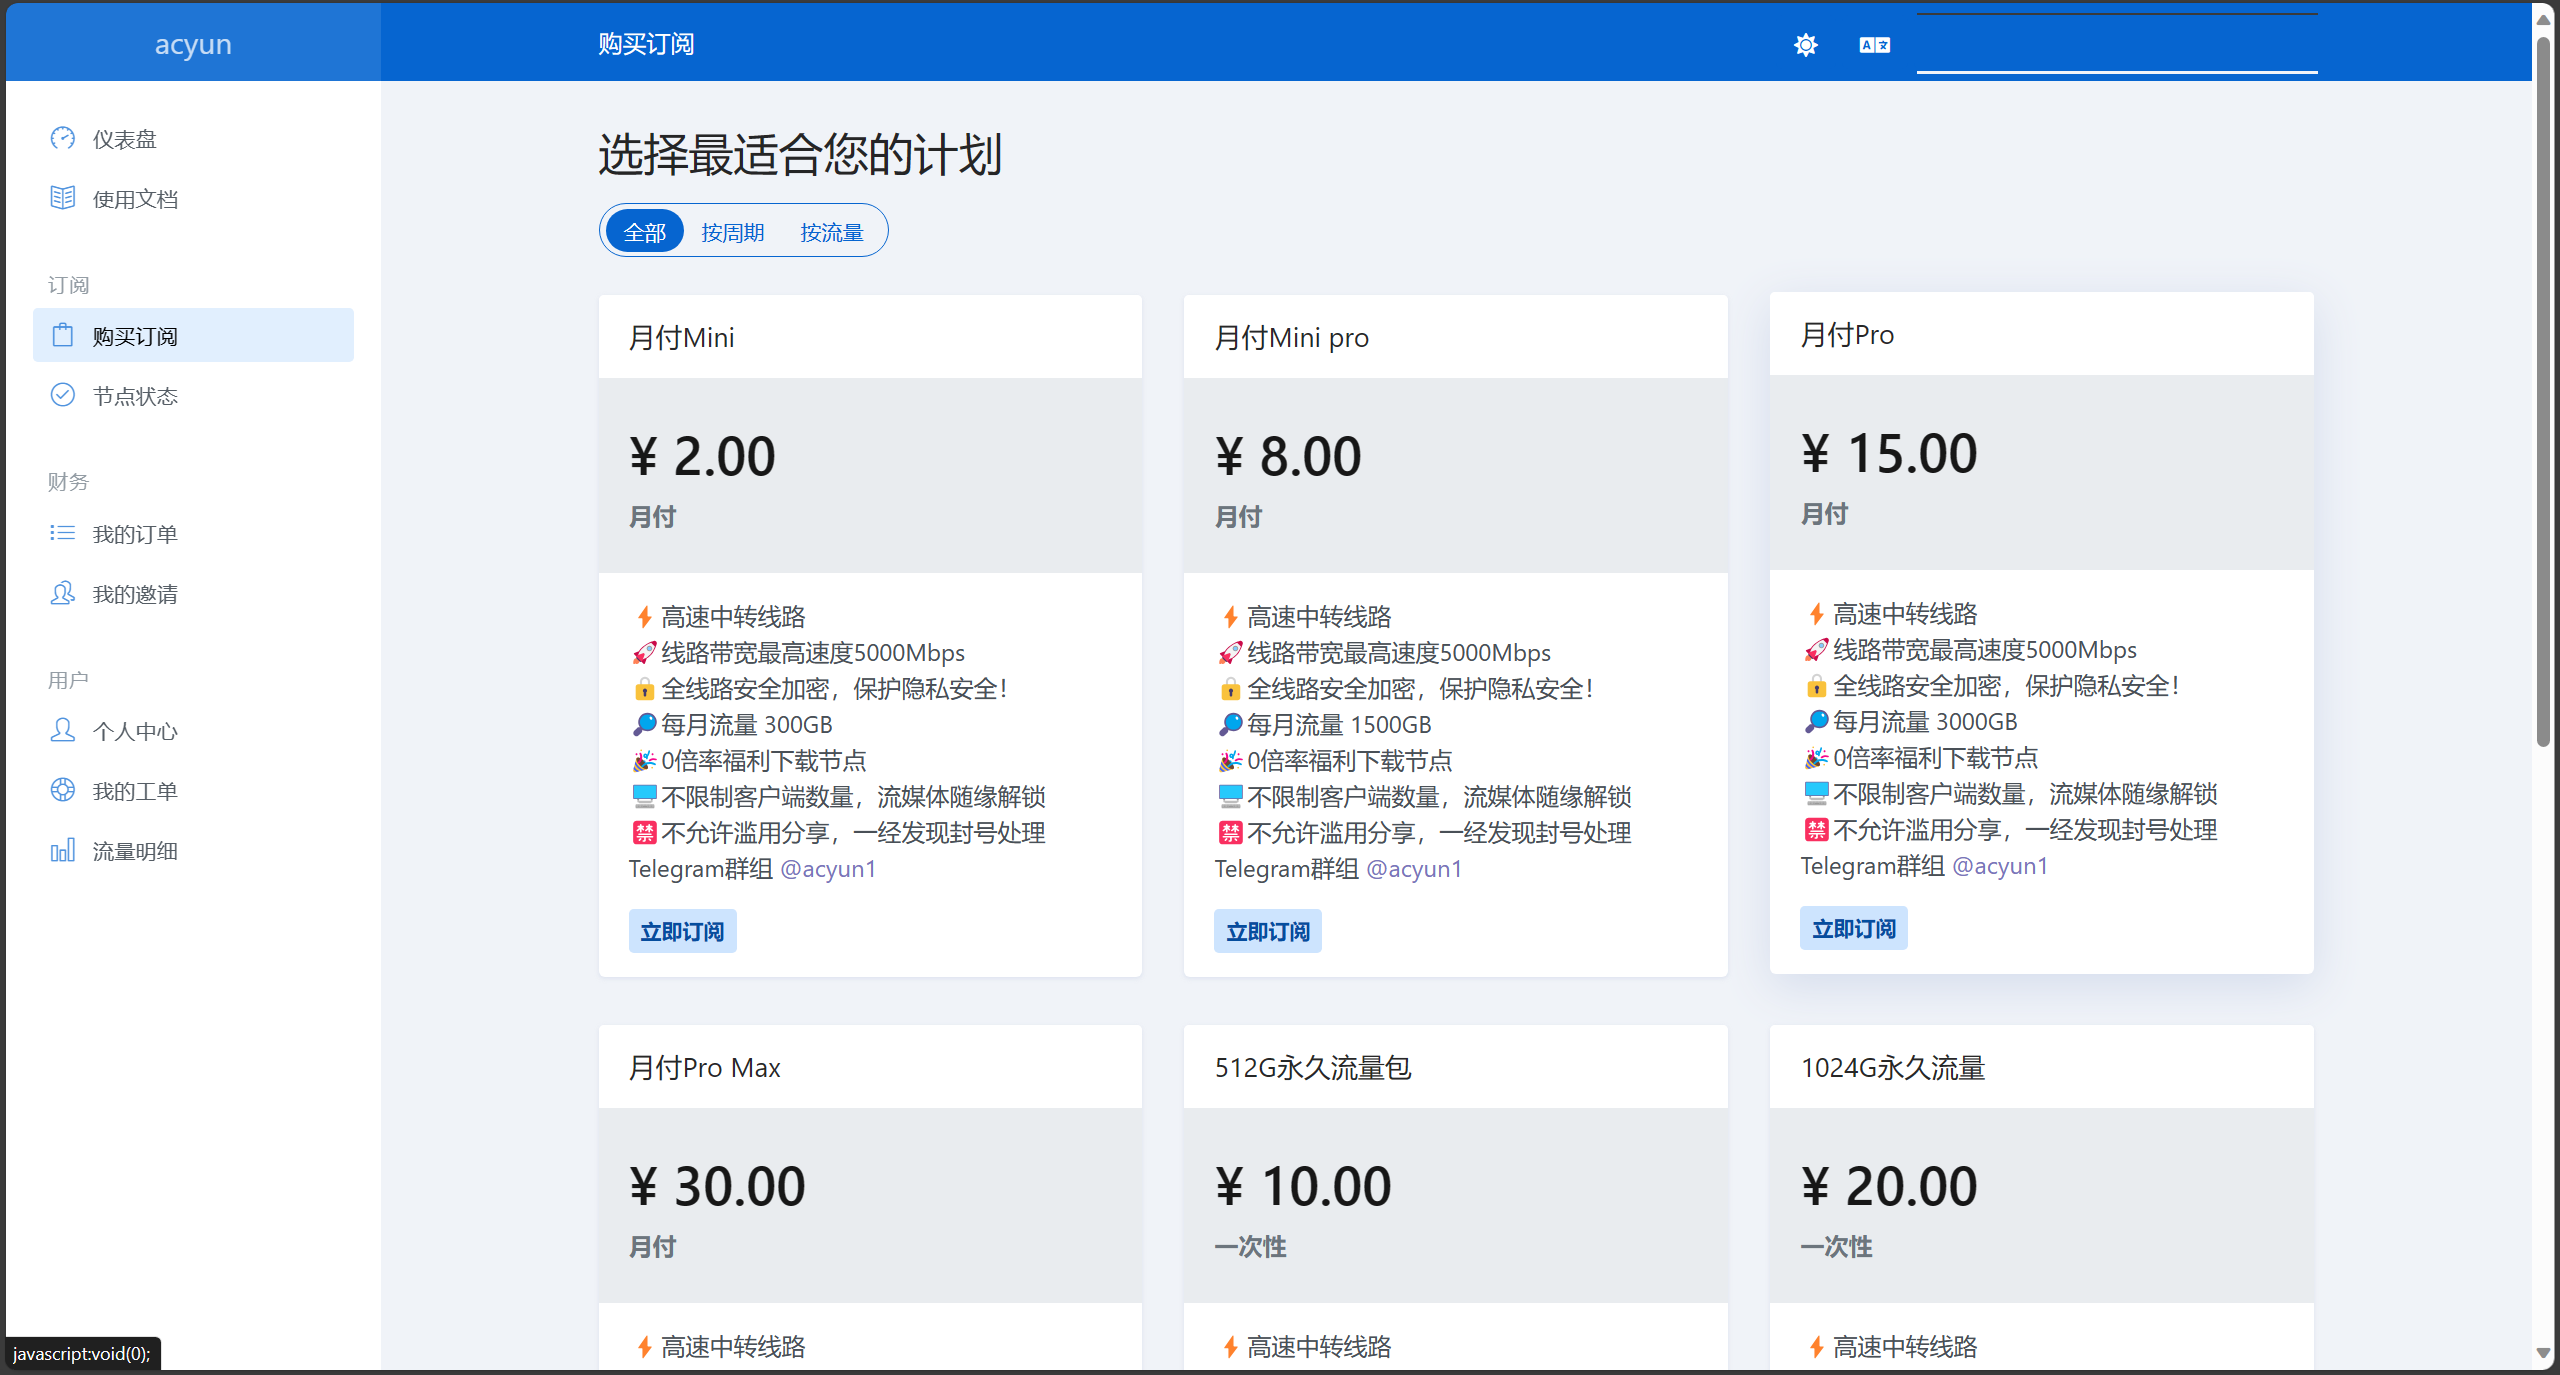 acyun
购买订阅
仪表盘
使用文档
订阅
购买订阅
节点状态
财务
我的订单
我的邀请
用户
个人中心
我的工单
流量明细
选择最适合您的计划
全部 按周期 按流量
月付Mini
¥ 2.00
月付
⚡高速中转线路
🚀线路带宽最高速度5000Mbps
🔒全线路安全加密，保护隐私安全！
🔎每月流量 300GB
🎉0倍率福利下载节点
🖥️不限制客户端数量，流媒体随缘解锁
🈲不允许滥用分享，一经发现封号处理
Telegram群组 @acyun1
立即订阅
月付Mini pro
¥ 8.00
月付
⚡高速中转线路
🚀线路带宽最高速度5000Mbps
🔒全线路安全加密，保护隐私安全！
🔎每月流量 1500GB
🎉0倍率福利下载节点
🖥️不限制客户端数量，流媒体随缘解锁
🈲不允许滥用分享，一经发现封号处理
Telegram群组 @acyun1
立即订阅
月付Pro
¥ 15.00
月付
⚡高速中转线路
🚀线路带宽最高速度5000Mbps
🔒全线路安全加密，保护隐私安全！
🔎每月流量 3000GB
🎉0倍率福利下载节点
🖥️不限制客户端数量，流媒体随缘解锁
🈲不允许滥用分享，一经发现封号处理
Telegram群组 @acyun1
立即订阅
月付Pro Max
¥ 30.00
月付
⚡高速中转线路
512G永久流量包
¥ 10.00
一次性
⚡高速中转线路
1024G永久流量
¥ 20.00
一次性
⚡高速中转线路
javascript:void(0);